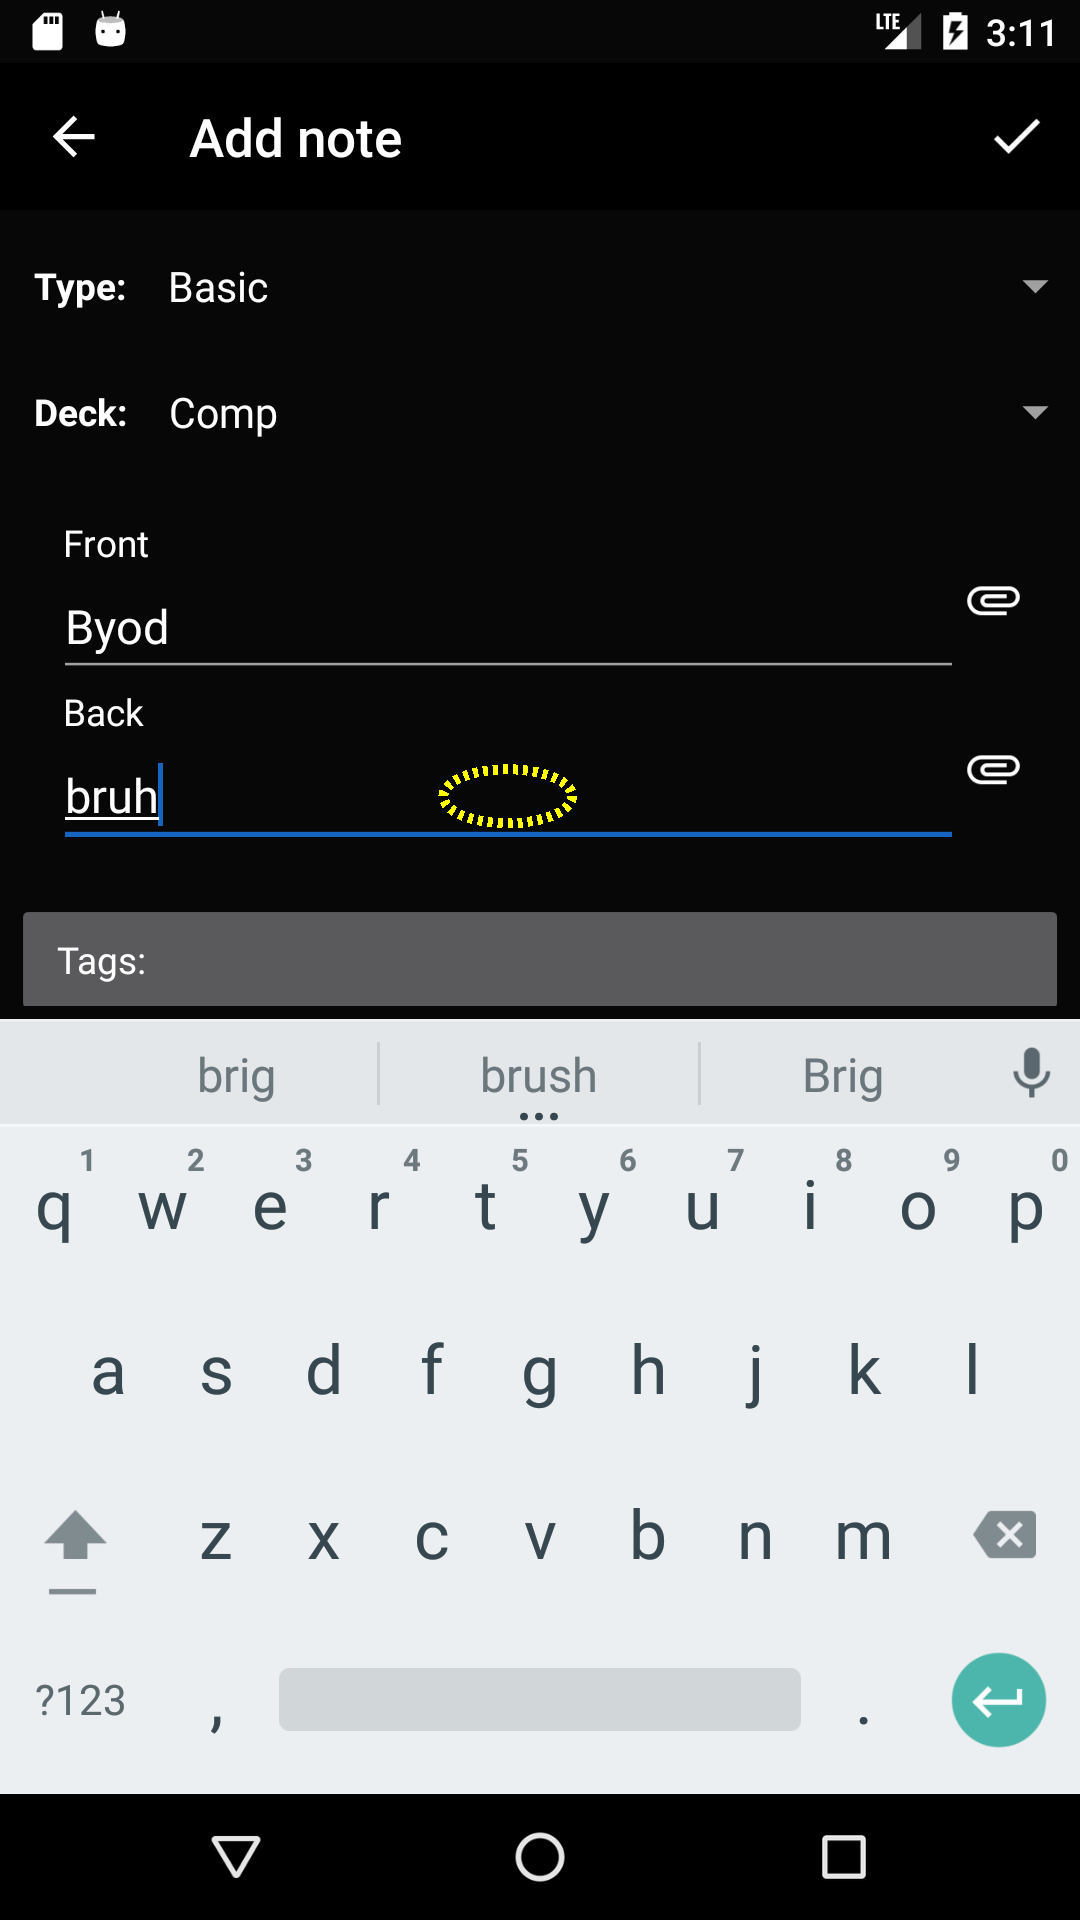 LTE 3:11
Add note
Type: Basic
Deck: Comp
Front
Byod
Back
bruh
Tags:
brig brush Brig
1 2 3 4 5 6 7 8 9 0
q w e r t y u i o p
a s d f g h j k l
z x c v b n m
?123 , .